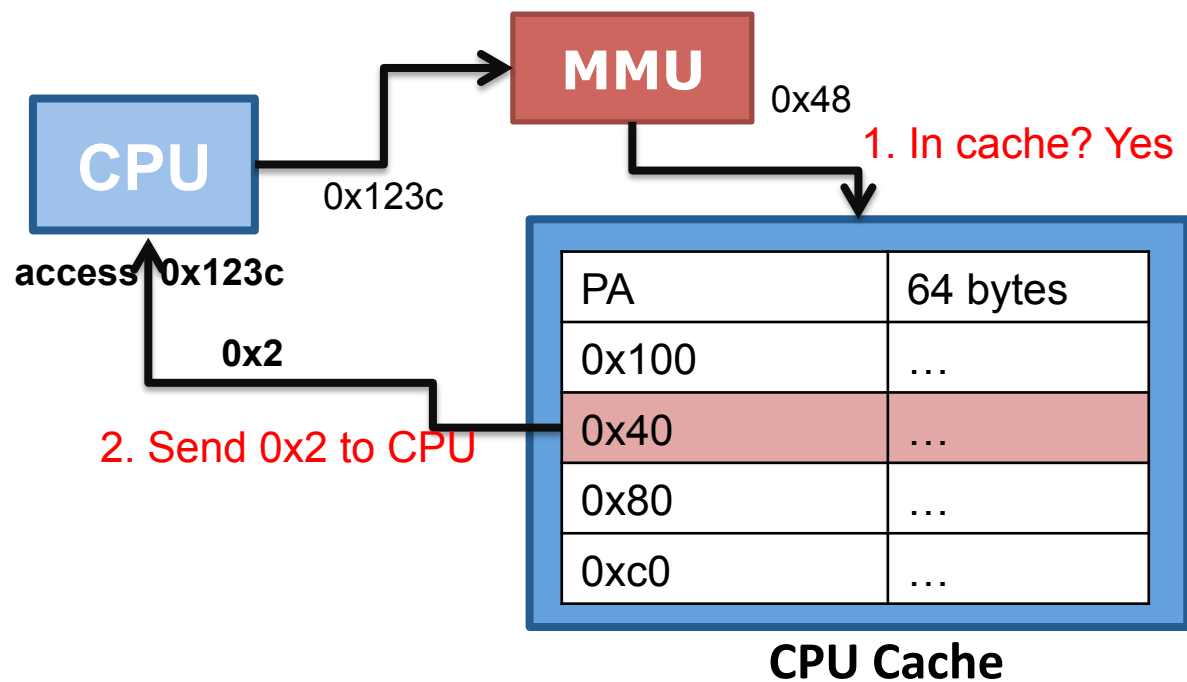 MMU
0x48
1. In cache? Yes
CPU
0x123c
access 0x123c
0x2
2. Send 0x2 to CPU
PA 64 bytes
0x100 …
0x40 …
0x80 …
0xc0 …
CPU Cache